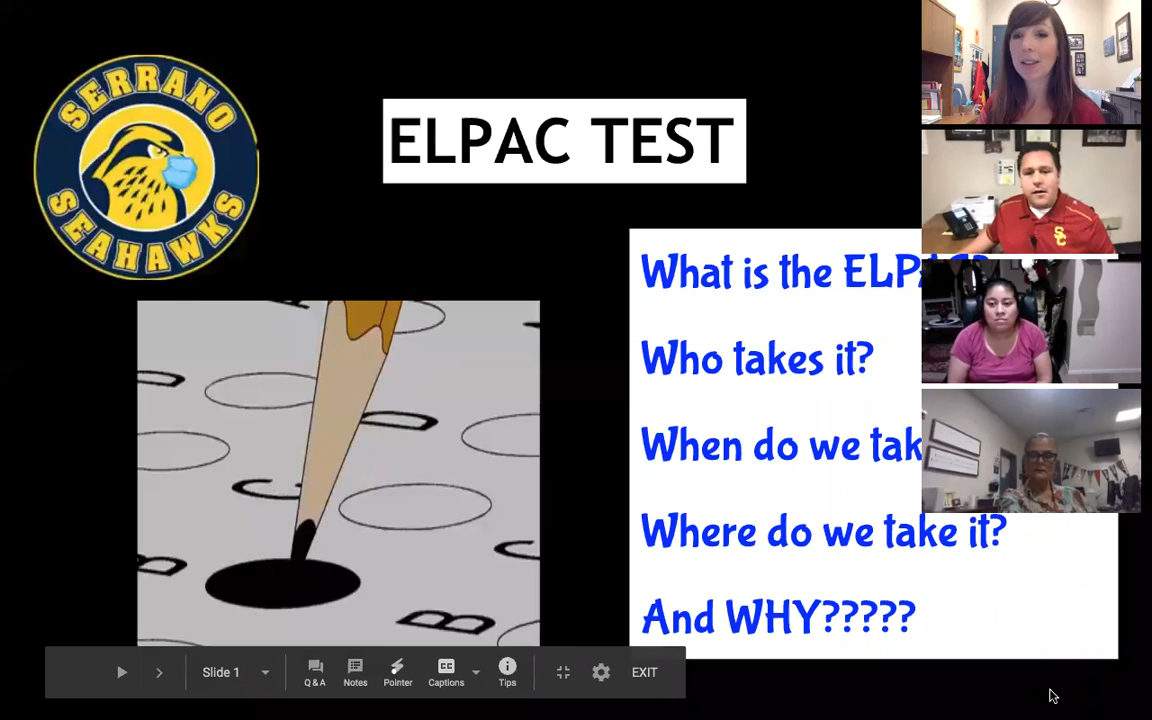 SERRANO
SEAHAWKS
ELPAC TEST
What is the ELPAC?
Who takes it?
When do we tak
Where do we take it?
And WHY?????
SC
D
D
C
C
B
B
Slide 1
Q & A
Notes
Pointer
Captions
Tips
EXIT